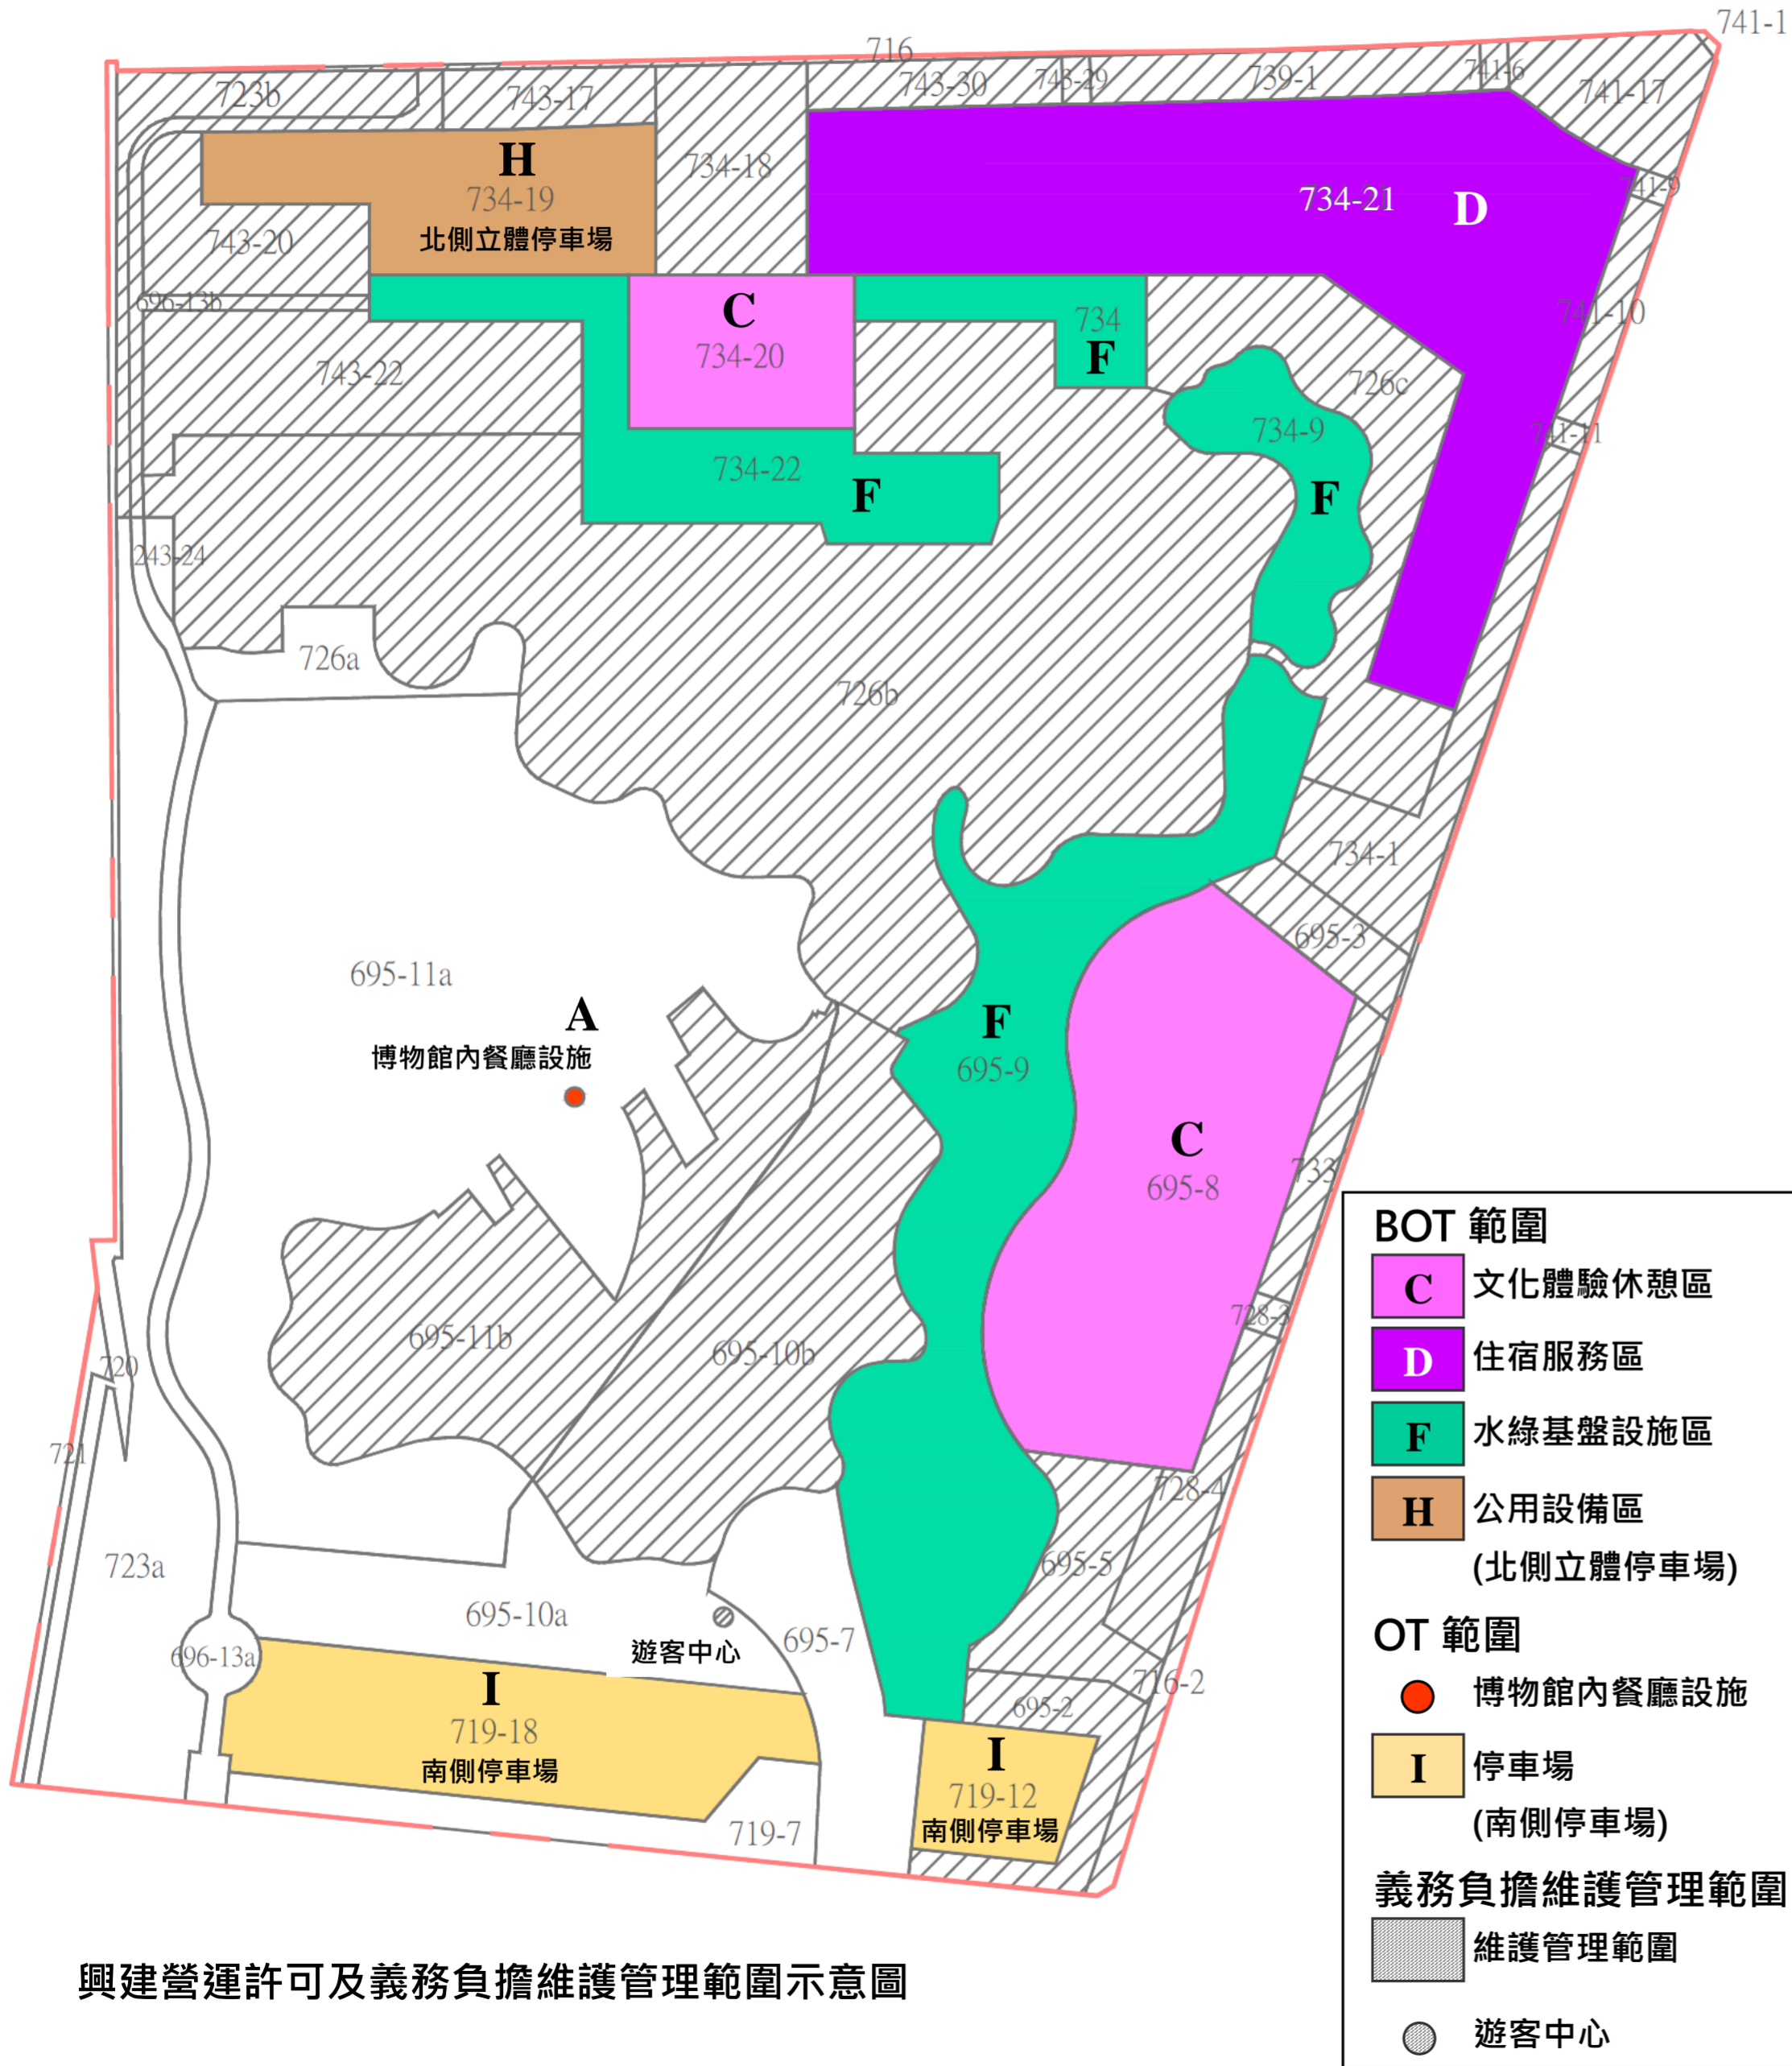 741-1
716
723b
743-17
743-30
743-29
739-1
741-6
741-17
H
734-19
北側立體停車場
734-18
734-21
D
741-9
743-20
696-13b
C
734-20
734
F
741-10
743-22
726c
734-9
741-11
734-22
F
F
243-24
726a
726b
734-1
695-3
695-11a
A
博物館內餐廳設施
F
695-9
C
695-8
733
728-3
695-11b
695-10b
720
721
728-4
723a
695-5
695-10a
遊客中心
695-7
696-13a
716-2
I
719-18
南側停車場
695-2
I
719-12
南側停車場
719-7
BOT 範圍
C 文化體驗休憩區
D 住宿服務區
F 水綠基盤設施區
H 公用設備區
(北側立體停車場)
OT 範圍
博物館內餐廳設施
I 停車場
(南側停車場)
義務負擔維護管理範圍
維護管理範圍
遊客中心
興建營運許可及義務負擔維護管理範圍示意圖